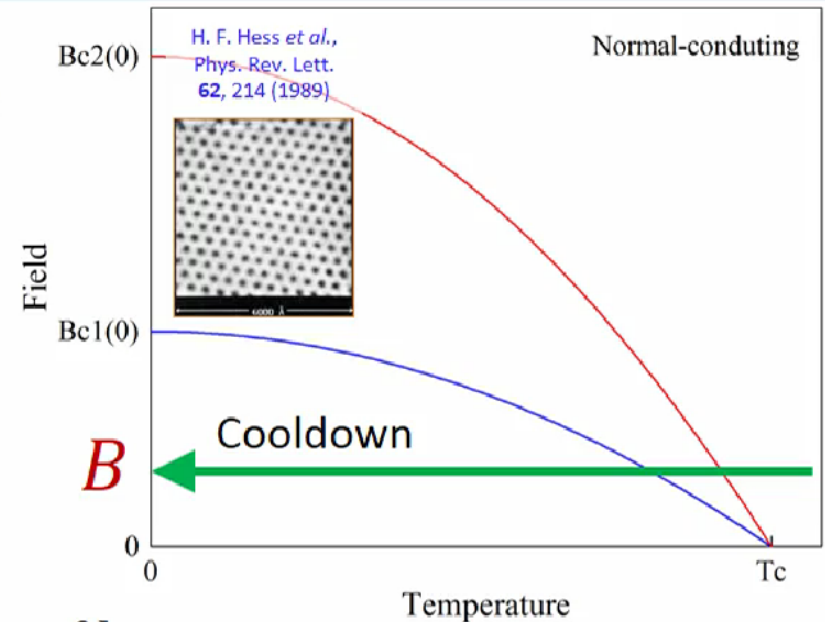 H. F. Hess et al.,
Phys. Rev. Lett.
62, 214 (1989)
Normal-conduting
Bc2(0)
6000 Å
Field
Bc1(0)
Cooldown
B
0
0
Tc
Temperature